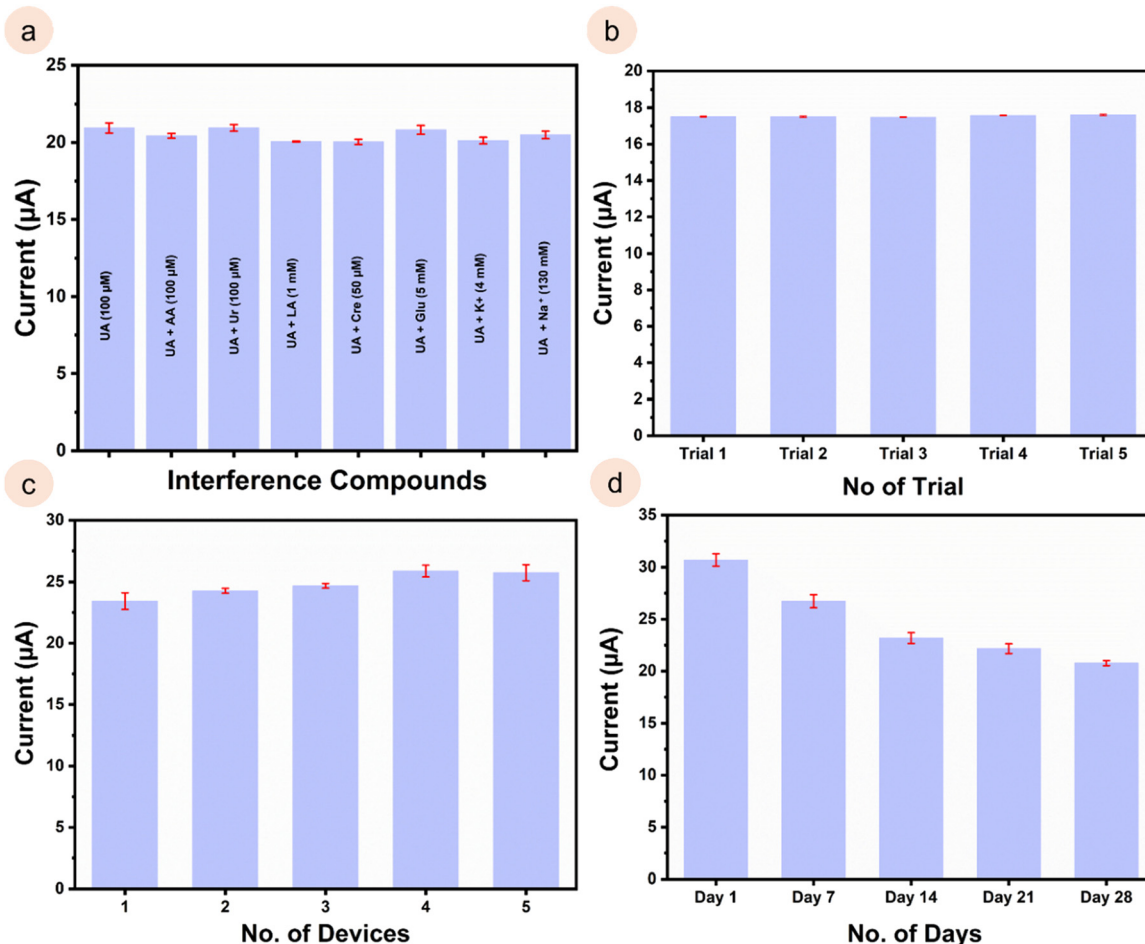 a
25
20
15
10
5
0
Current (µA)
UA (100 µM)
UA + AA (100 µM)
UA + Ur (100 µM)
UA + LA (1 mM)
UA + Cre (50 µM)
UA + Glu (5 mM)
UA + K+ (4 mM)
UA + Na⁺ (130 mM)
Interference Compounds
b
20
18
16
14
12
10
8
6
4
2
0
Current (µA)
Trial 1 Trial 2 Trial 3 Trial 4 Trial 5
No of Trial
c
30
25
20
15
10
5
0
Current (µA)
1 2 3 4 5
No. of Devices
d
35
30
25
20
15
10
5
0
Current (µA)
Day 1 Day 7 Day 14 Day 21 Day 28
No. of Days